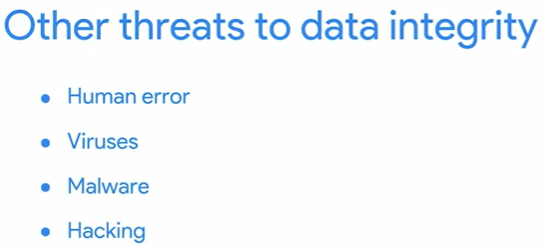 Other threats to data integrity
• Human error
• Viruses
• Malware
• Hacking